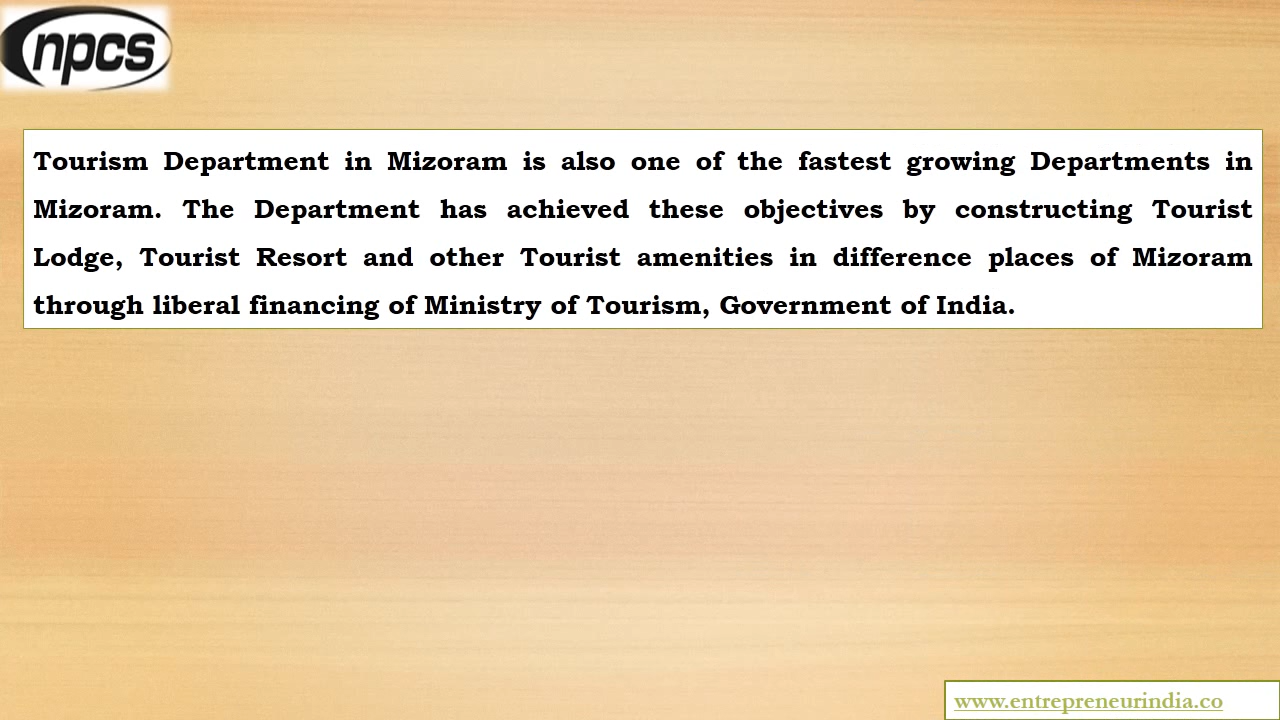 npcs
Tourism Department in Mizoram is also one of the fastest growing Departments in
Mizoram. The Department has achieved these objectives by constructing Tourist
Lodge, Tourist Resort and other Tourist amenities in difference places of Mizoram
through liberal financing of Ministry of Tourism, Government of India.
www.entrepreneurindia.co